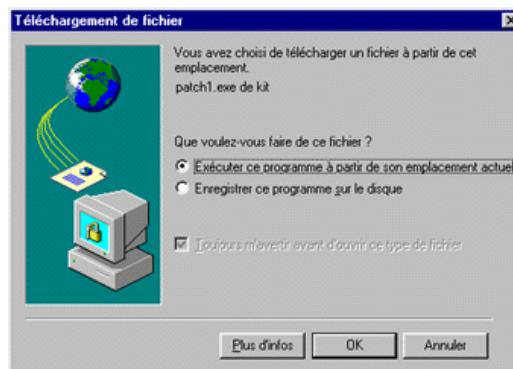 Téléchargement de fichier
Vous avez choisi de télécharger un fichier à partir de cet
emplacement.
patch1.exe de kit
Que voulez-vous faire de ce fichier ?
Exécuter ce programme à partir de son emplacement actuel
Enregistrer ce programme sur le disque
Toujours m'avertir avant d'ouvrir ce type de fichier
Plus d'infos
OK
Annuler